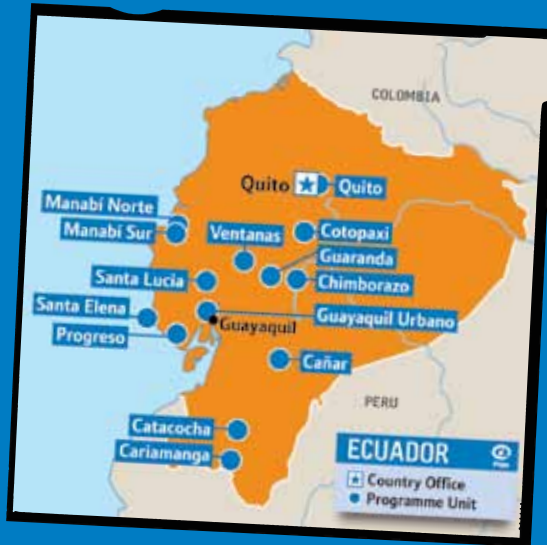 COLOMBIA
Quito
Quito
Manabí Norte
Manabí Sur
Ventanas
Cotopaxi
Guaranda
Santa Lucía
Chimborazo
Santa Elena
Guayaquil Urbano
Guayaquil
Progreso
Cañar
PERU
Catacocha
Cariamanga
ECUADOR
Country Office
Programme Unit